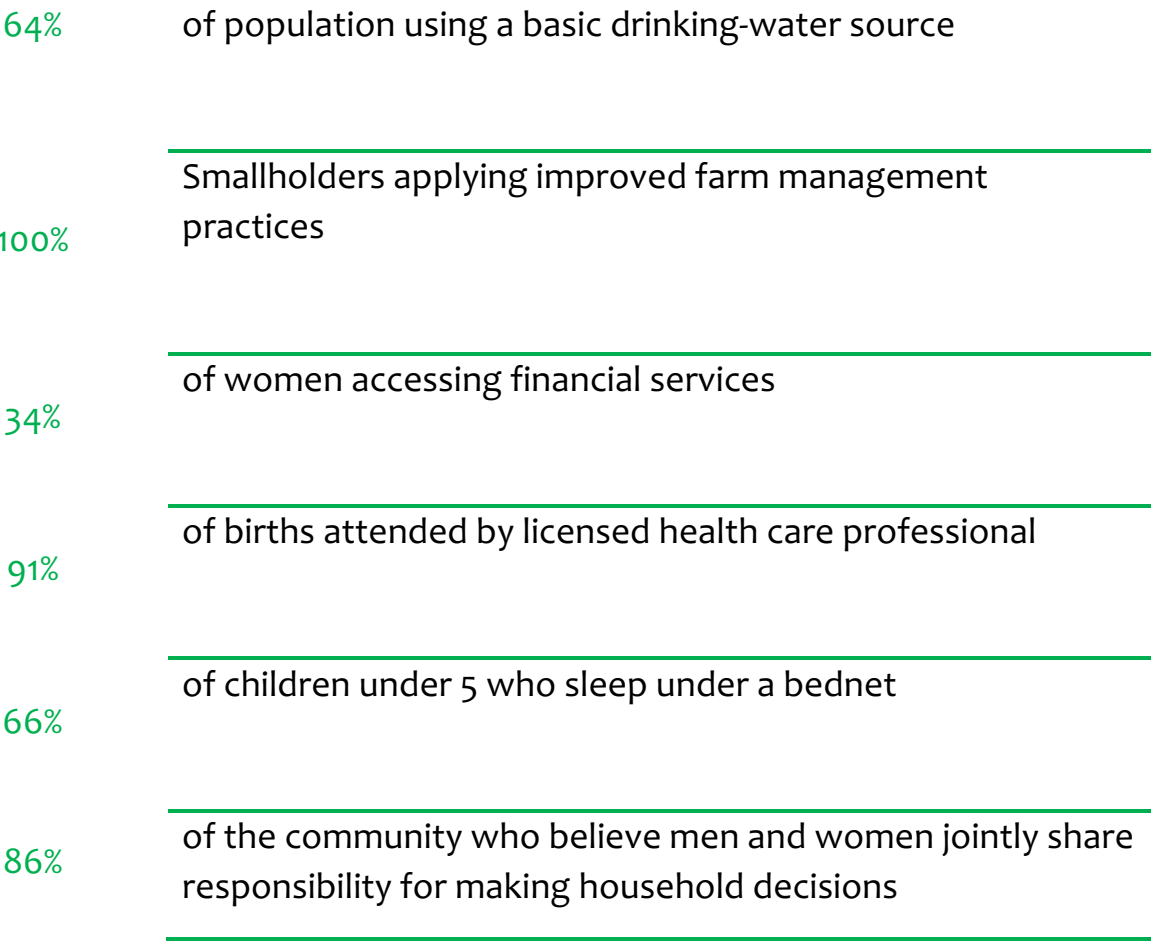 64% of population using a basic drinking-water source
Smallholders applying improved farm management
practices
100%
of women accessing financial services
34%
of births attended by licensed health care professional
91%
of children under 5 who sleep under a bednet
66%
of the community who believe men and women jointly share
86%
responsibility for making household decisions